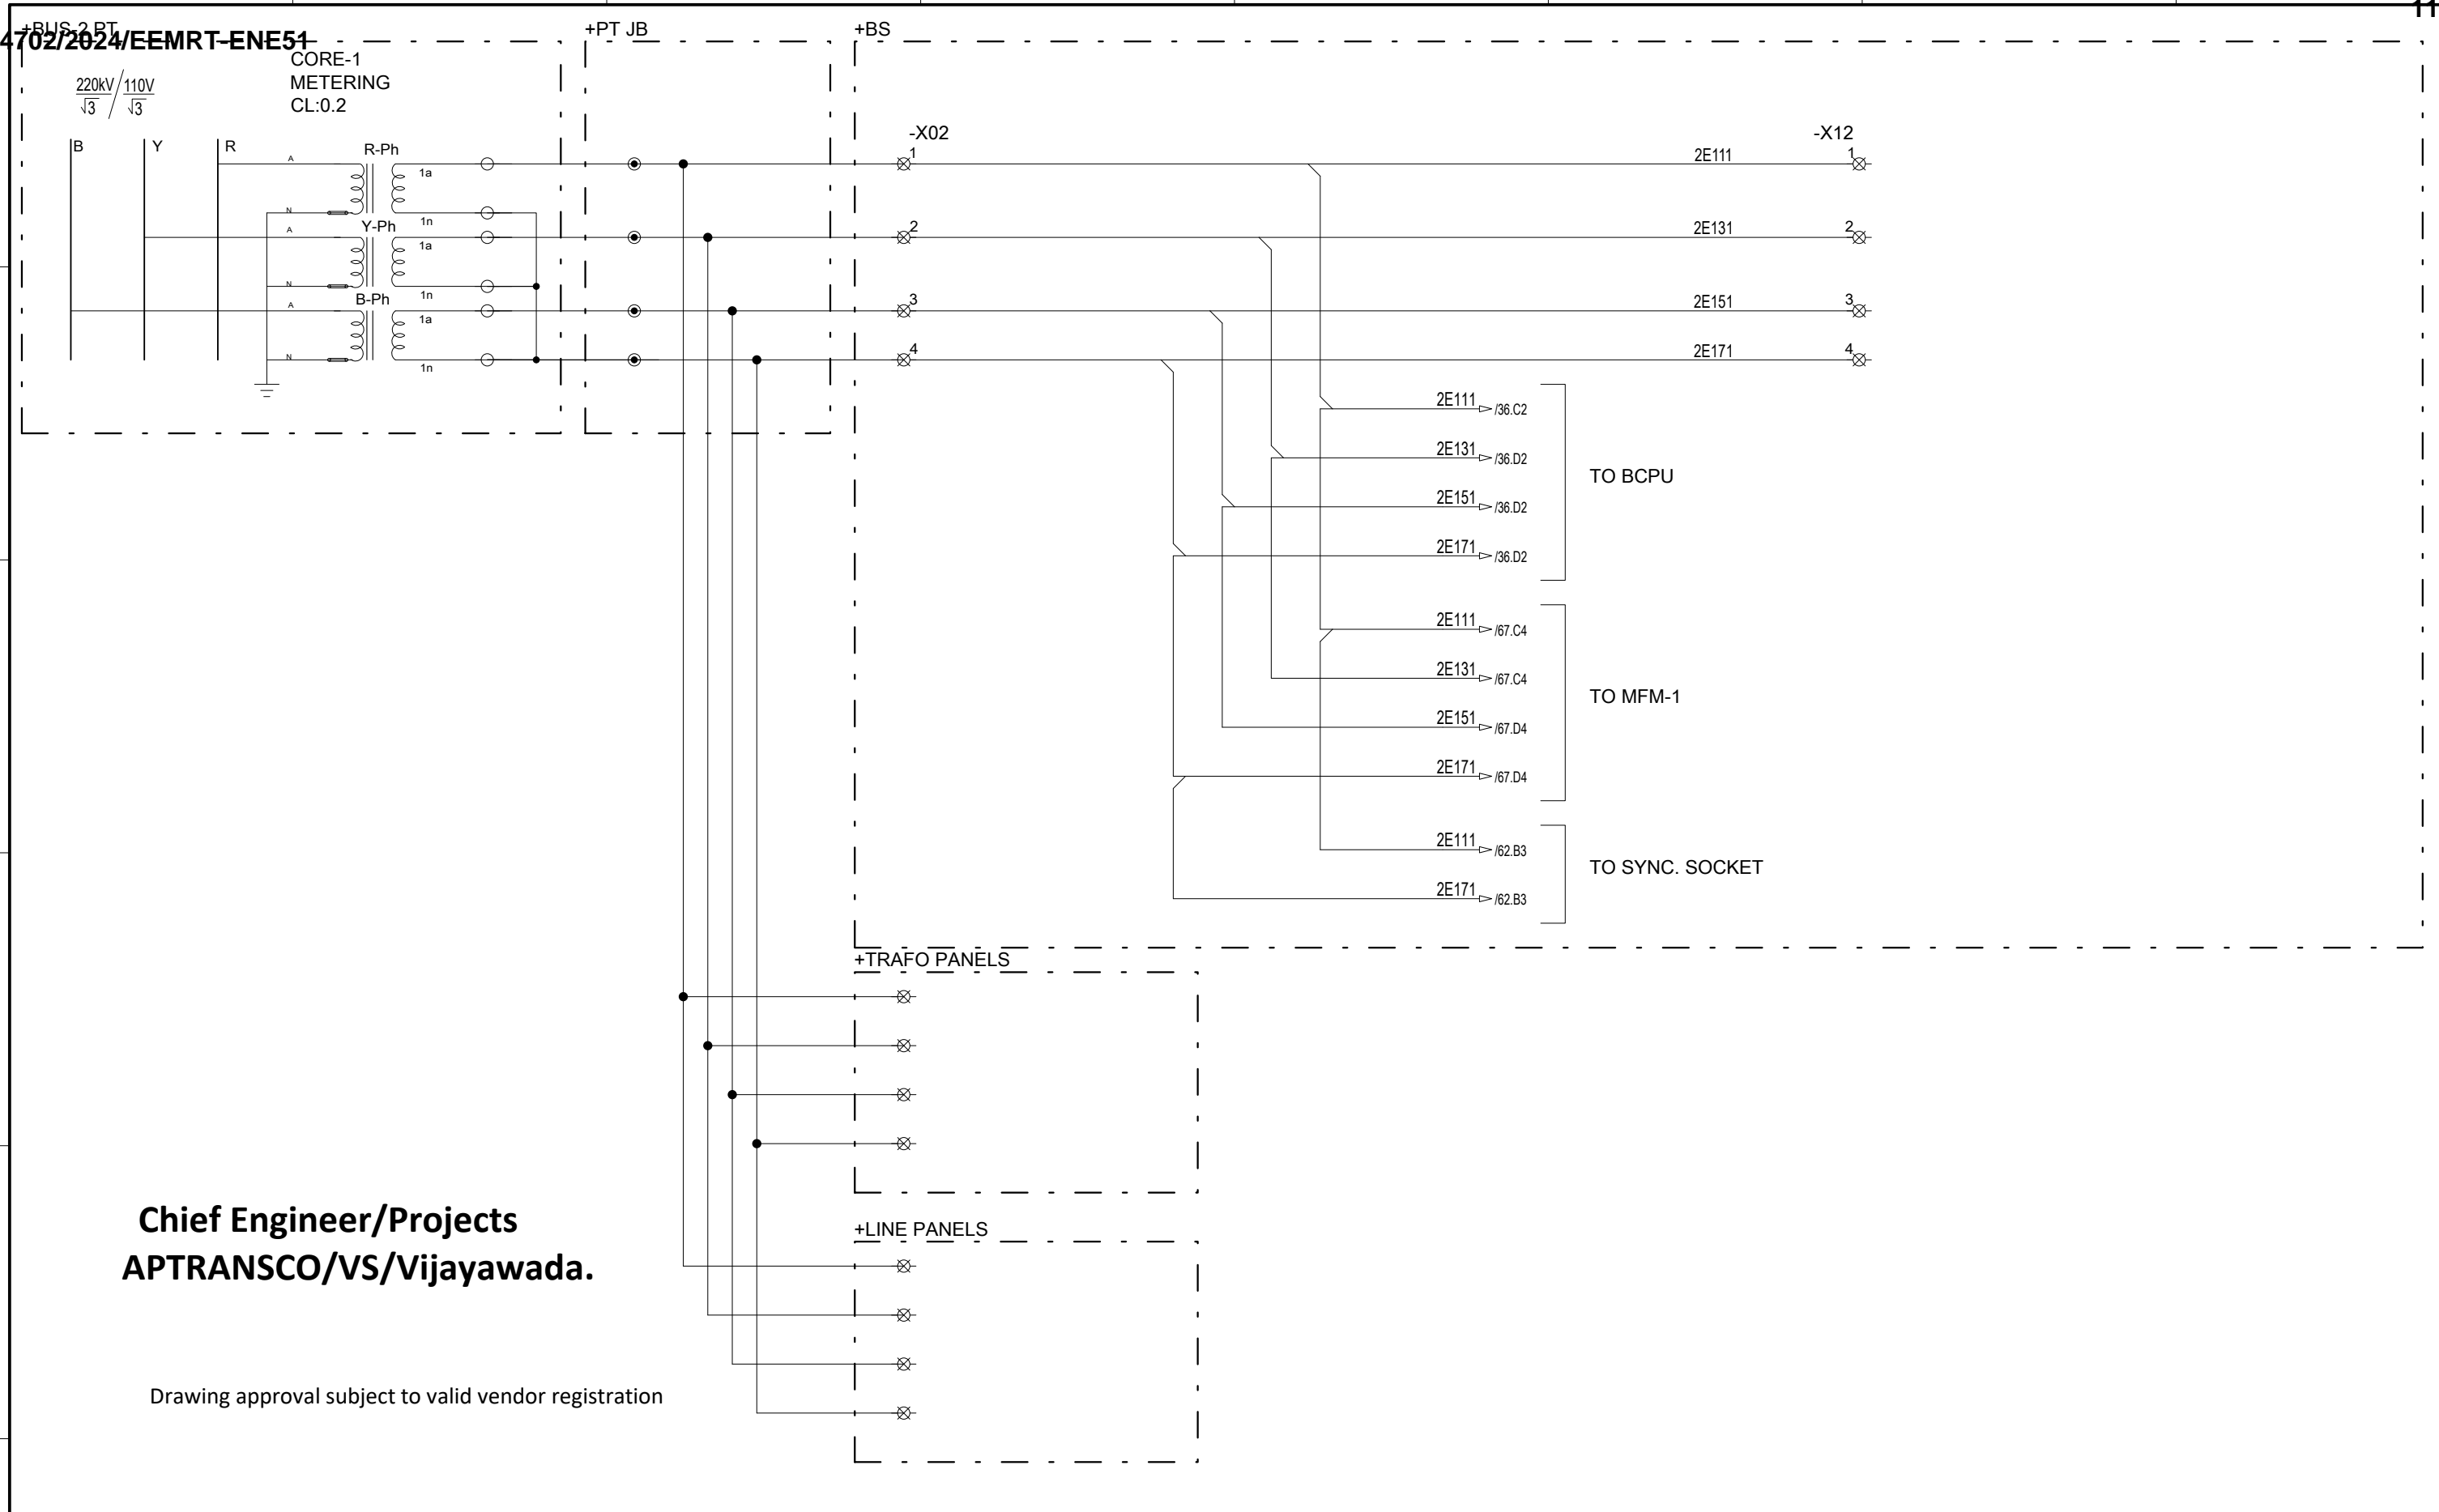 11
+BUS-2 PT
4702/2024/EEMRT-ENE51
+PT JB
+BS
CORE-1
METERING
CL:0.2
220kV/110V
√3 √3
B
Y
R
A
R-Ph
1a
N
1n
A
Y-Ph
1a
N
1n
A
B-Ph
1a
N
1n
-X02
1
2
3
4
-X12
2E111
1
2E131
2
2E151
3
2E171
4
2E111 /36.C2
2E131 /36.D2
2E151 /36.D2
2E171 /36.D2
TO BCPU
2E111 /67.C4
2E131 /67.C4
2E151 /67.D4
2E171 /67.D4
TO MFM-1
2E111 /62.B3
2E171 /62.B3
TO SYNC. SOCKET
+TRAFO PANELS
+LINE PANELS
Chief Engineer/Projects
APTRANSCO/VS/Vijayawada.
Drawing approval subject to valid vendor registration